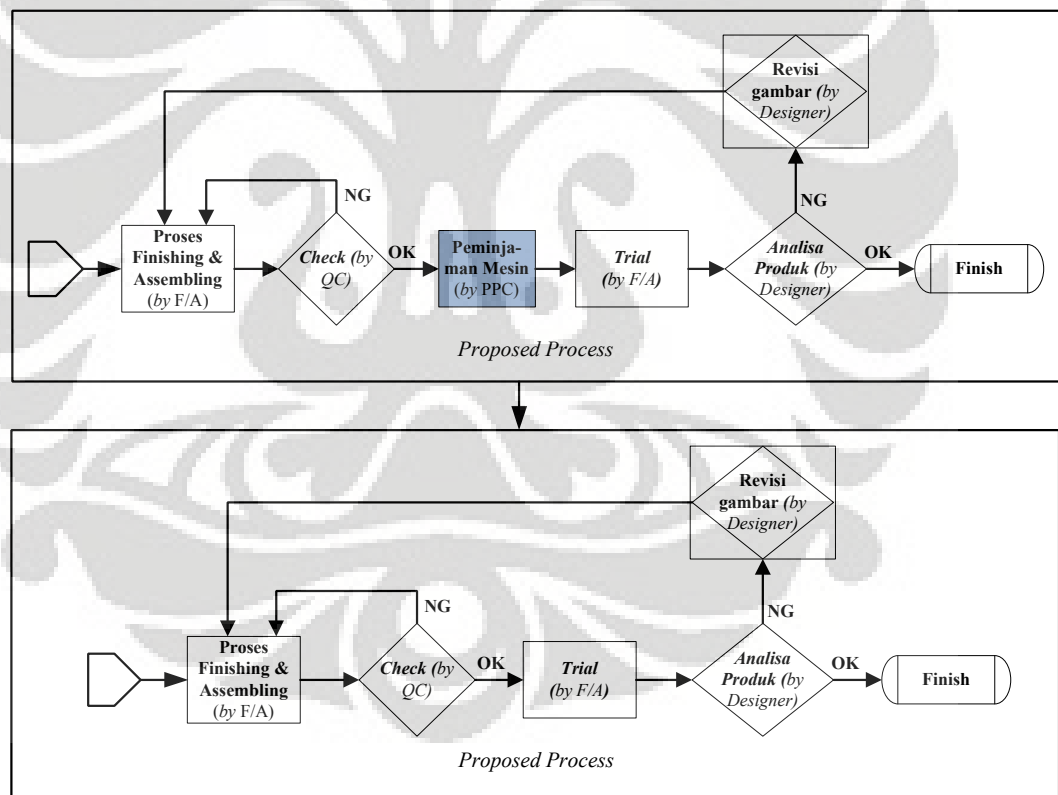 Revisi
gambar (by
Designer)
NG
NG
Proses
Finishing &
Assembling
(by F/A)
Check (by
QC)
OK
Peminja-
man Mesin
(by PPC)
Trial
(by F/A)
Analisa
Produk (by
Designer)
OK
Finish
Proposed Process
Revisi
gambar (by
Designer)
NG
NG
Proses
Finishing &
Assembling
(by F/A)
Check (by
QC)
OK
Trial
(by F/A)
Analisa
Produk (by
Designer)
OK
Finish
Proposed Process